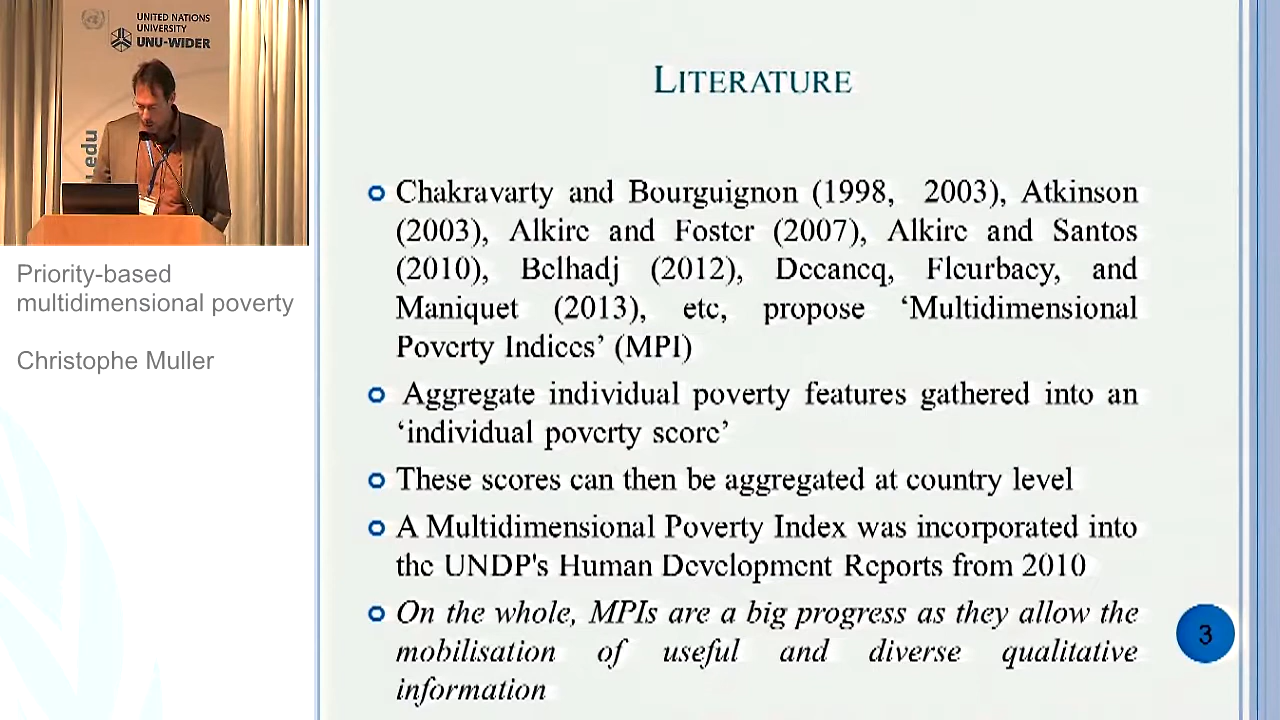 UNITED NATIONS
UNIVERSITY
UNU-WIDER
.edu
Priority-based
multidimensional poverty
Christophe Muller
LITERATURE
Chakravarty and Bourguignon (1998, 2003), Atkinson
(2003), Alkire and Foster (2007), Alkire and Santos
(2010), Belhadj (2012), Decancq, Fleurbaey, and
Maniquet (2013), etc, propose ‘Multidimensional
Poverty Indices’ (MPI)
Aggregate individual poverty features gathered into an
‘individual poverty score’
These scores can then be aggregated at country level
A Multidimensional Poverty Index was incorporated into
the UNDP's Human Development Reports from 2010
On the whole, MPIs are a big progress as they allow the
mobilisation of useful and diverse qualitative
information
3